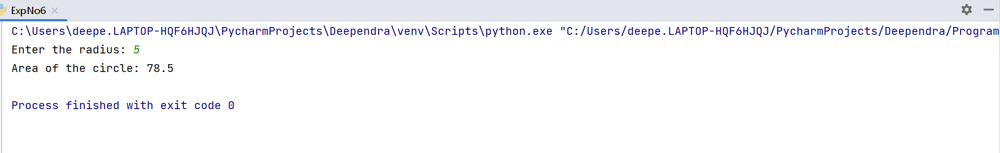 ExpNo6
C:\Users\deepe.LAPTOP-HQF6HJQJ\PycharmProjects\Deependra\venv\Scripts\python.exe "C:/Users/deepe.LAPTOP-HQF6HJQJ/PycharmProjects/Deependra/Program
Enter the radius: 5
Area of the circle: 78.5
Process finished with exit code 0